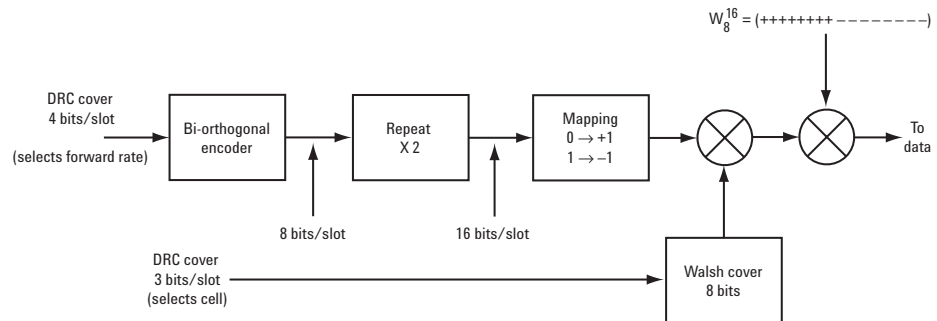 W₈¹⁶ = (++++++++ – – – – – – – –)
DRC cover
4 bits/slot
(selects forward rate)
Bi-orthogonal
encoder
Repeat
X 2
Mapping
0 → +1
1 → –1
To
data
8 bits/slot
16 bits/slot
DRC cover
3 bits/slot
(selects cell)
Walsh cover
8 bits